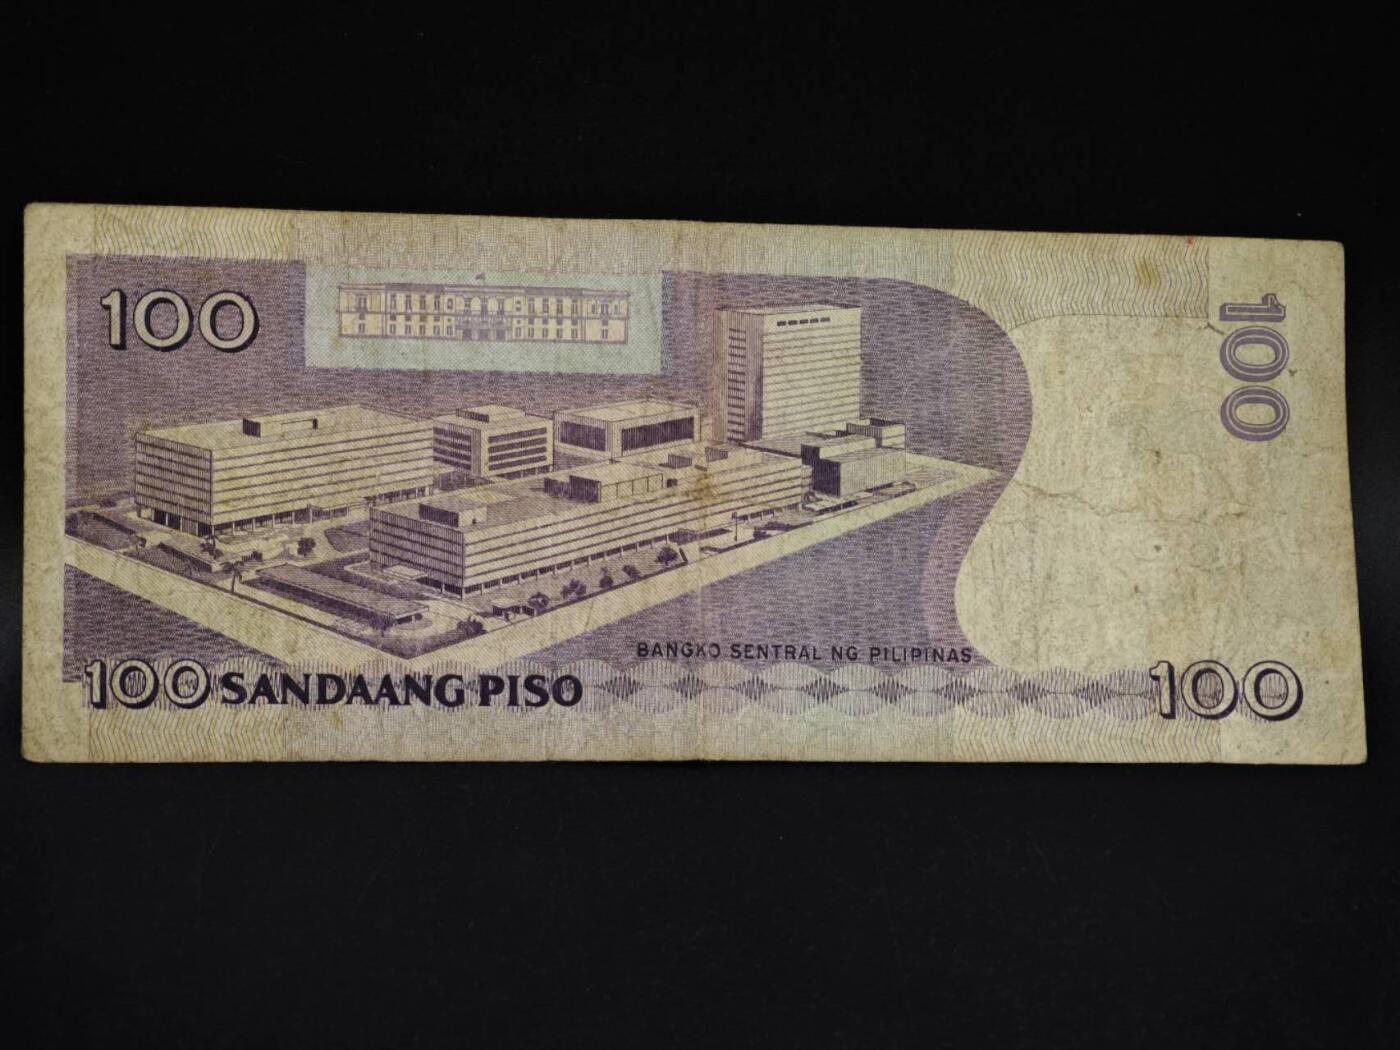 100
100
BANGKO SENTRAL NG PILIPINAS
100 SANDAANG PISO
100